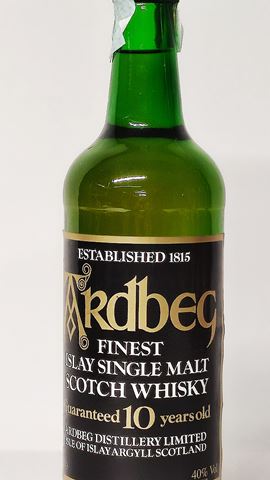 ESTABLISHED 1815
Ardbeg
FINEST
ISLAY SINGLE MALT
SCOTCH WHISKY
Guaranteed 10 years old
ARDBEG DISTILLERY LIMITED
ISLE OF ISLAY ARGYLL SCOTLAND
40% Vol